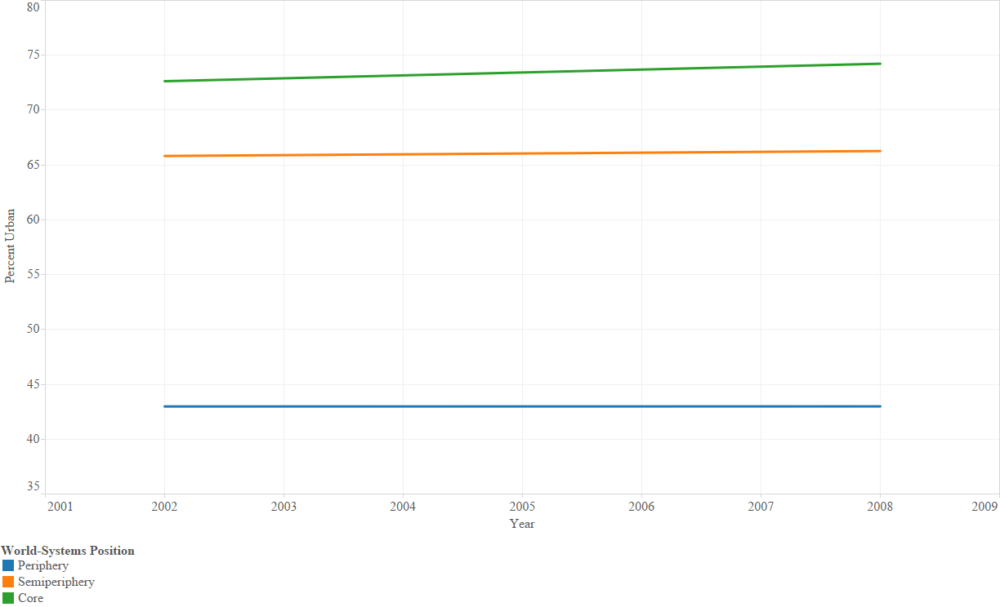 80
75
70
65
60
55
50
45
40
35
Percent Urban
2001 2002 2003 2004 2005 2006 2007 2008 2009
Year
World-Systems Position
Periphery
Semiperiphery
Core